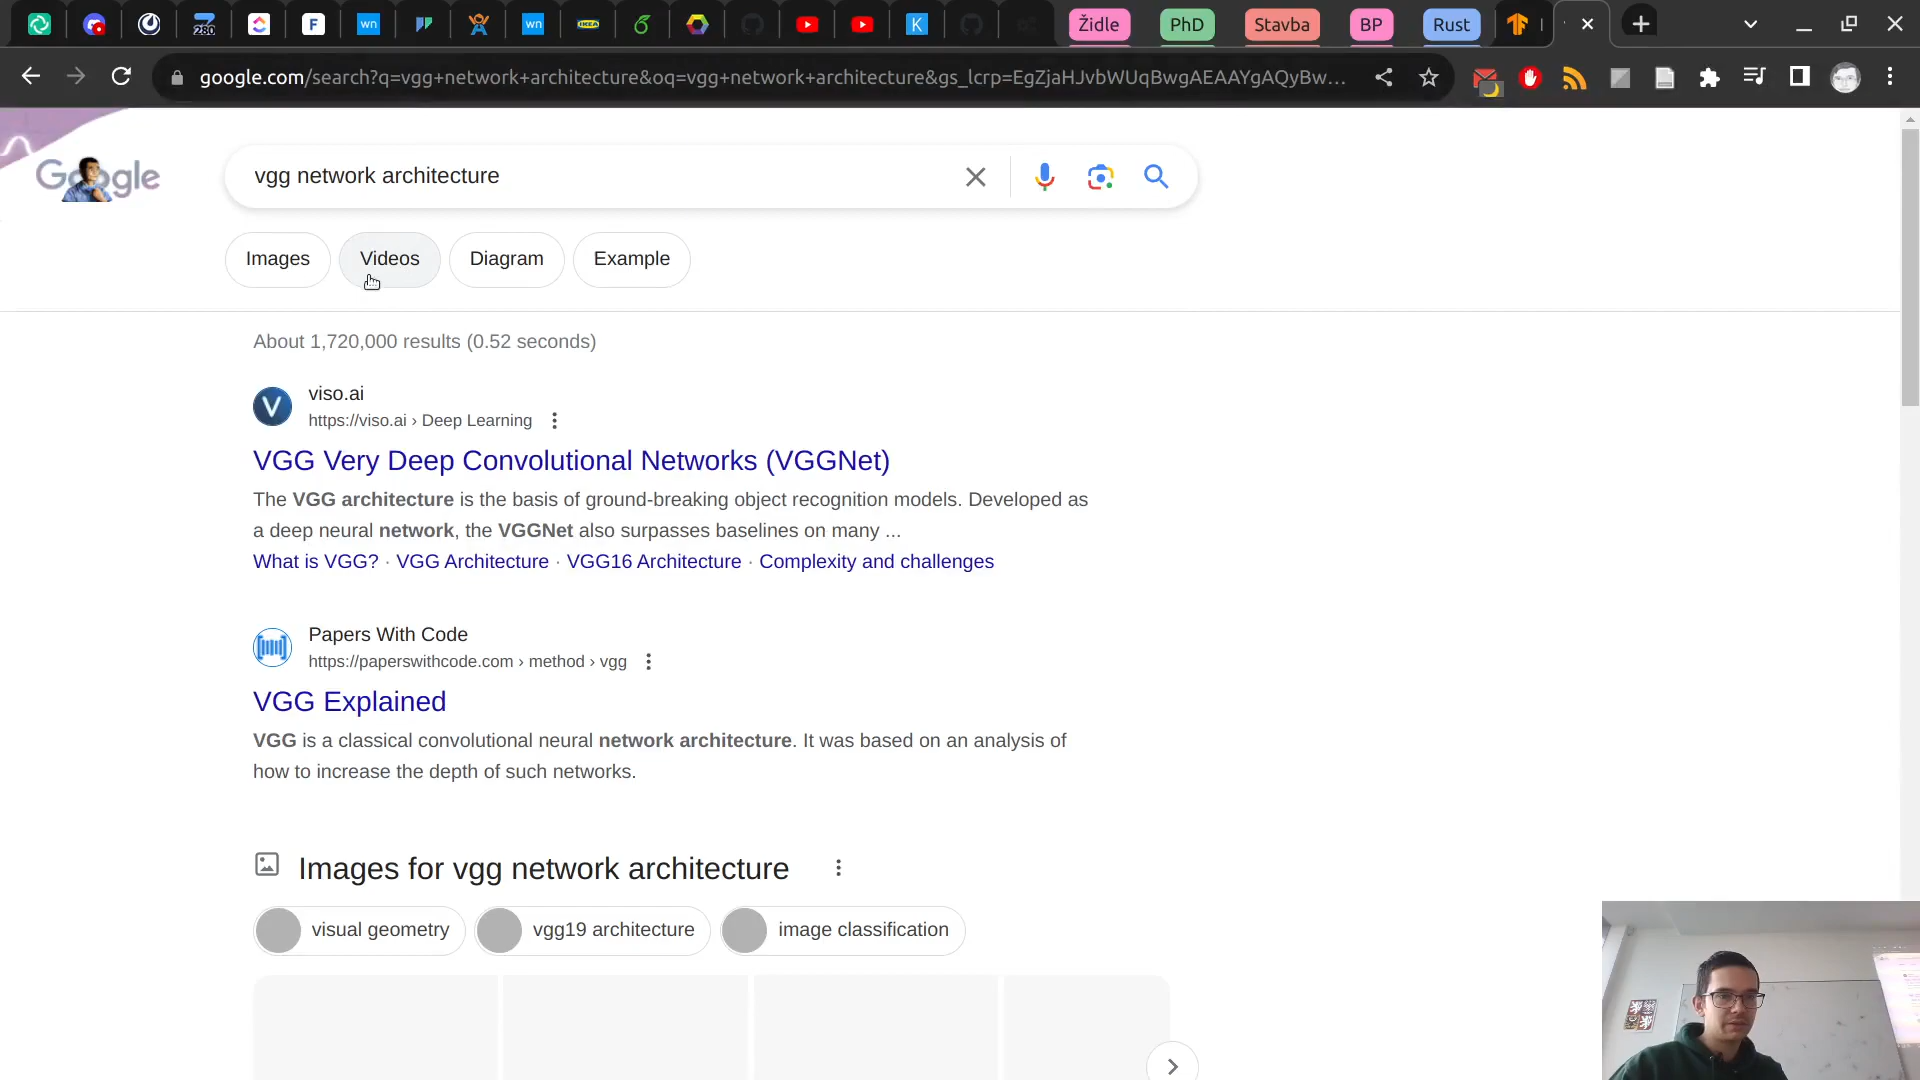 280
F
wn
wn
IKEA
K
Židle
PhD
Stavba
BP
Rust
google.com/search?q=vgg+network+architecture&oq=vgg+network+architecture&gs_lcrp=EgZjaHJvbWUqBwgAEAAYgAQyBw...
Google
vgg network architecture
Images
Videos
Diagram
Example
About 1,720,000 results (0.52 seconds)
V
viso.ai
https://viso.ai › Deep Learning
VGG Very Deep Convolutional Networks (VGGNet)
The VGG architecture is the basis of ground-breaking object recognition models. Developed as
a deep neural network, the VGGNet also surpasses baselines on many ...
What is VGG? · VGG Architecture · VGG16 Architecture · Complexity and challenges
Papers With Code
https://paperswithcode.com › method › vgg
VGG Explained
VGG is a classical convolutional neural network architecture. It was based on an analysis of
how to increase the depth of such networks.
Images for vgg network architecture
visual geometry
vgg19 architecture
image classification